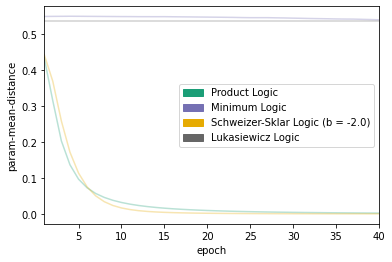 0.5
0.4
0.3
0.2
0.1
0.0
param-mean-distance
Product Logic
Minimum Logic
Schweizer-Sklar Logic (b = -2.0)
Lukasiewicz Logic
5
10
15
20
25
30
35
40
epoch